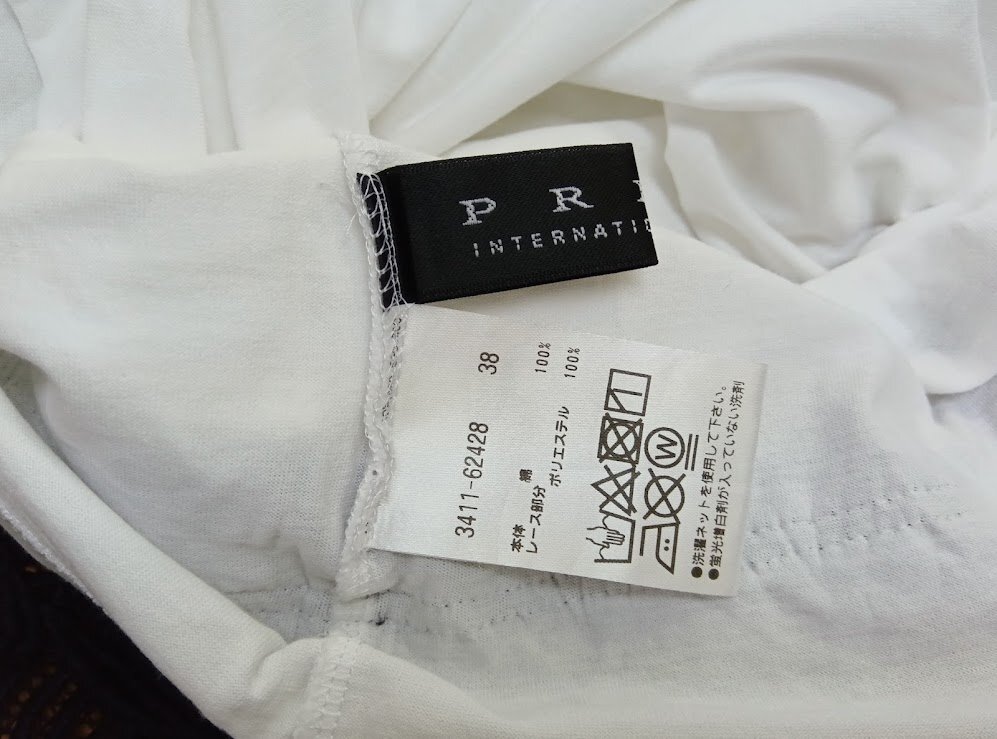 PR
INTERNATI
3411-62428 38
本体 綿 100%
レース部分 ポリエステル 100%
W
●洗濯ネットを使用して下さい。
●蛍光増白剤が入っていない洗剤